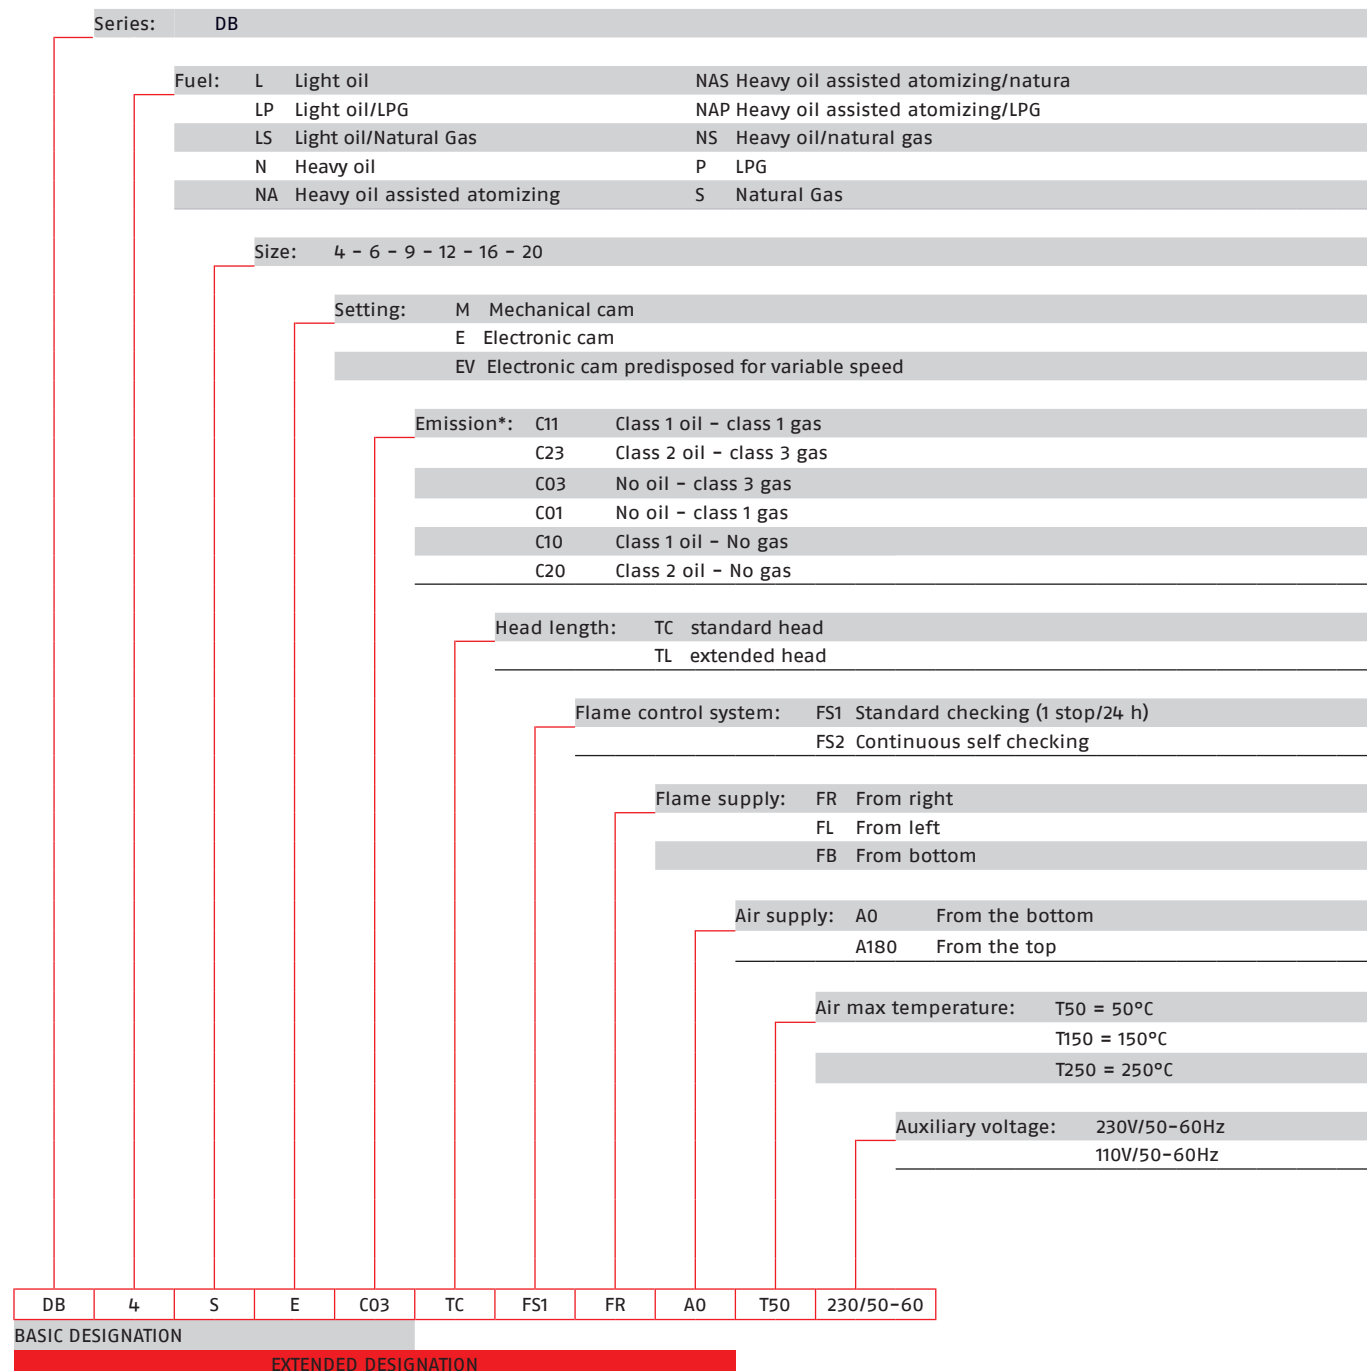 Series: DB
Fuel: L Light oil NAS Heavy oil assisted atomizing/natura
LP Light oil/LPG NAP Heavy oil assisted atomizing/LPG
LS Light oil/Natural Gas NS Heavy oil/natural gas
N Heavy oil P LPG
NA Heavy oil assisted atomizing S Natural Gas
Size: 4 - 6 - 9 - 12 - 16 - 20
Setting: M Mechanical cam
E Electronic cam
EV Electronic cam predisposed for variable speed
Emission*: C11 Class 1 oil - class 1 gas
C23 Class 2 oil - class 3 gas
C03 No oil - class 3 gas
C01 No oil - class 1 gas
C10 Class 1 oil - No gas
C20 Class 2 oil - No gas
Head length: TC standard head
TL extended head
Flame control system: FS1 Standard checking (1 stop/24 h)
FS2 Continuous self checking
Flame supply: FR From right
FL From left
FB From bottom
Air supply: A0 From the bottom
A180 From the top
Air max temperature: T50 = 50°C
T150 = 150°C
T250 = 250°C
Auxiliary voltage: 230V/50-60Hz
110V/50-60Hz
DB 4 S E C03 TC FS1 FR A0 T50 230/50-60
BASIC DESIGNATION
EXTENDED DESIGNATION